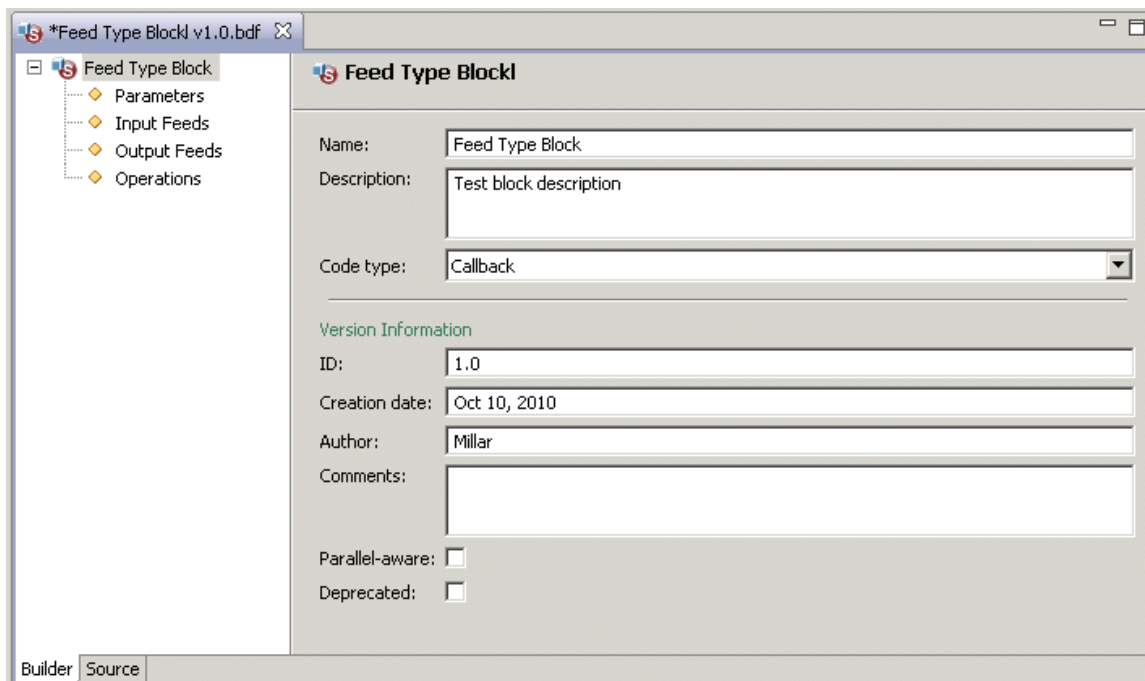 *Feed Type Blockl v1.0.bdf
Feed Type Block
Parameters
Input Feeds
Output Feeds
Operations
Feed Type Blockl
Name: Feed Type Block
Description: Test block description
Code type: Callback
Version Information
ID: 1.0
Creation date: Oct 10, 2010
Author: Millar
Comments:
Parallel-aware:
Deprecated:
Builder Source